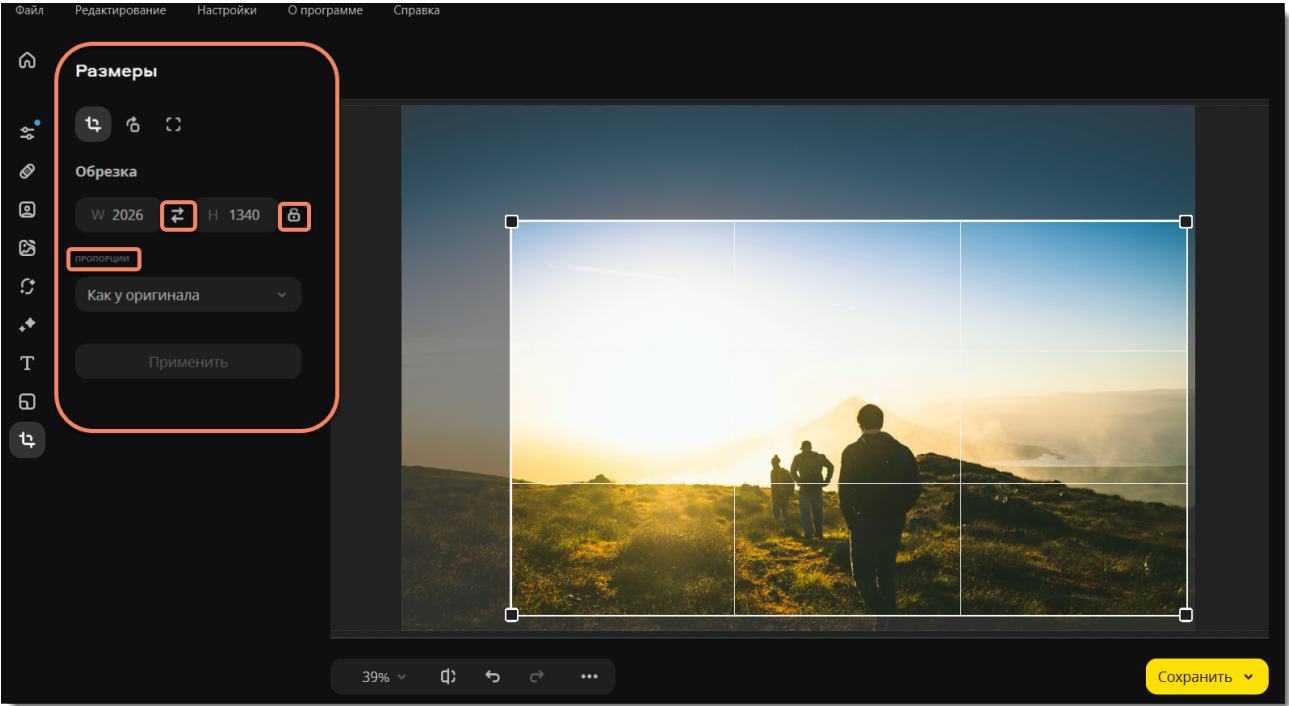 Файл Редактирование Настройки О программе Справка
Размеры
Обрезка
W 2026 H 1340
ПРОПОРЦИИ
Как у оригинала
Применить
T
39%
Сохранить